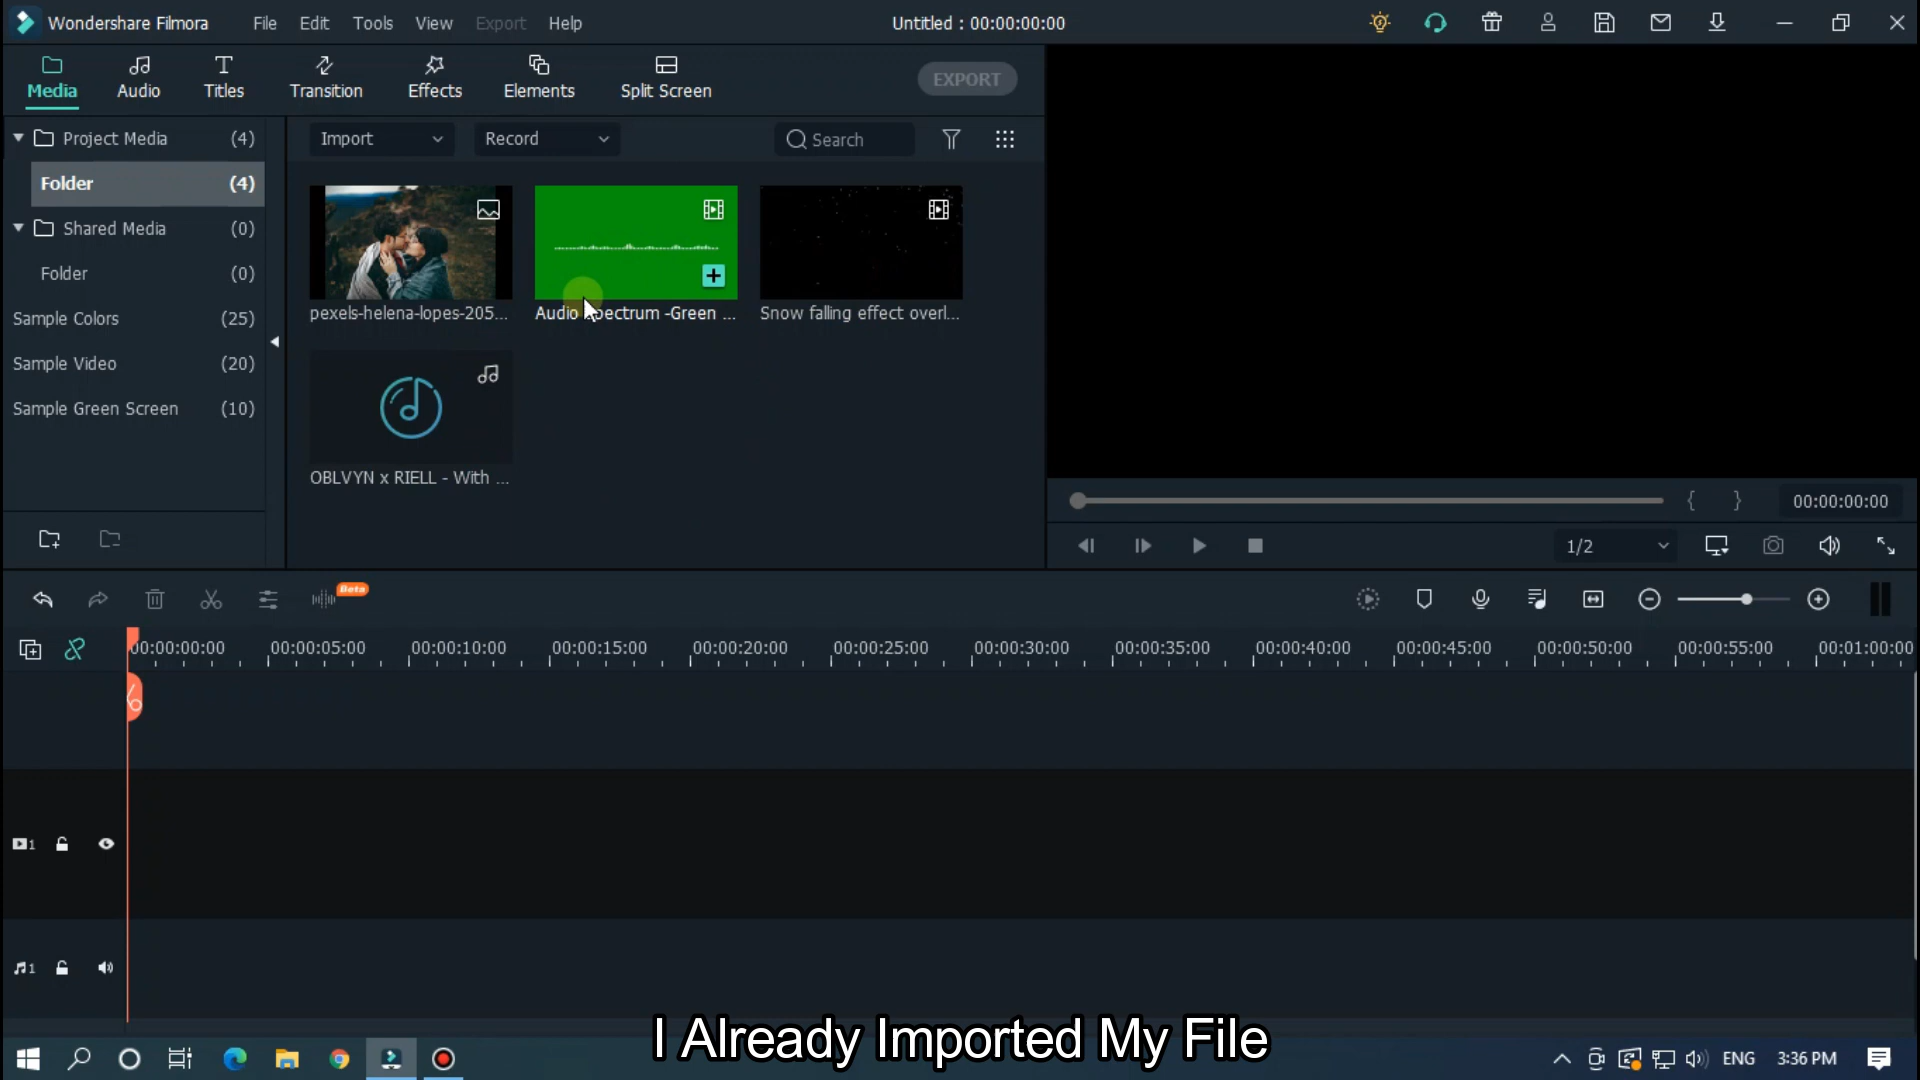 Wondershare Filmora File Edit Tools View Export Help Untitled : 00:00:00:00
Media Audio Titles Transition Effects Elements Split Screen EXPORT
Project Media (4)
Import Record Search
Folder (4)
Shared Media (0)
Folder (0)
Sample Colors (25)
Sample Video (20)
Sample Green Screen (10)
pexels-helena-lopes-205... Audio -Green ... Snow falling effect overl...
OBLVYN x RIELL - With ...
{ } 00:00:00:00
1/2
Beta
00:00:00:00 00:00:05:00 00:00:10:00 00:00:15:00 00:00:20:00 00:00:25:00 00:00:30:00 00:00:35:00 00:00:40:00 00:00:45:00 00:00:50:00 00:00:55:00 00:01:00:00
1
1
I Already Imported My File
ENG 3:36 PM